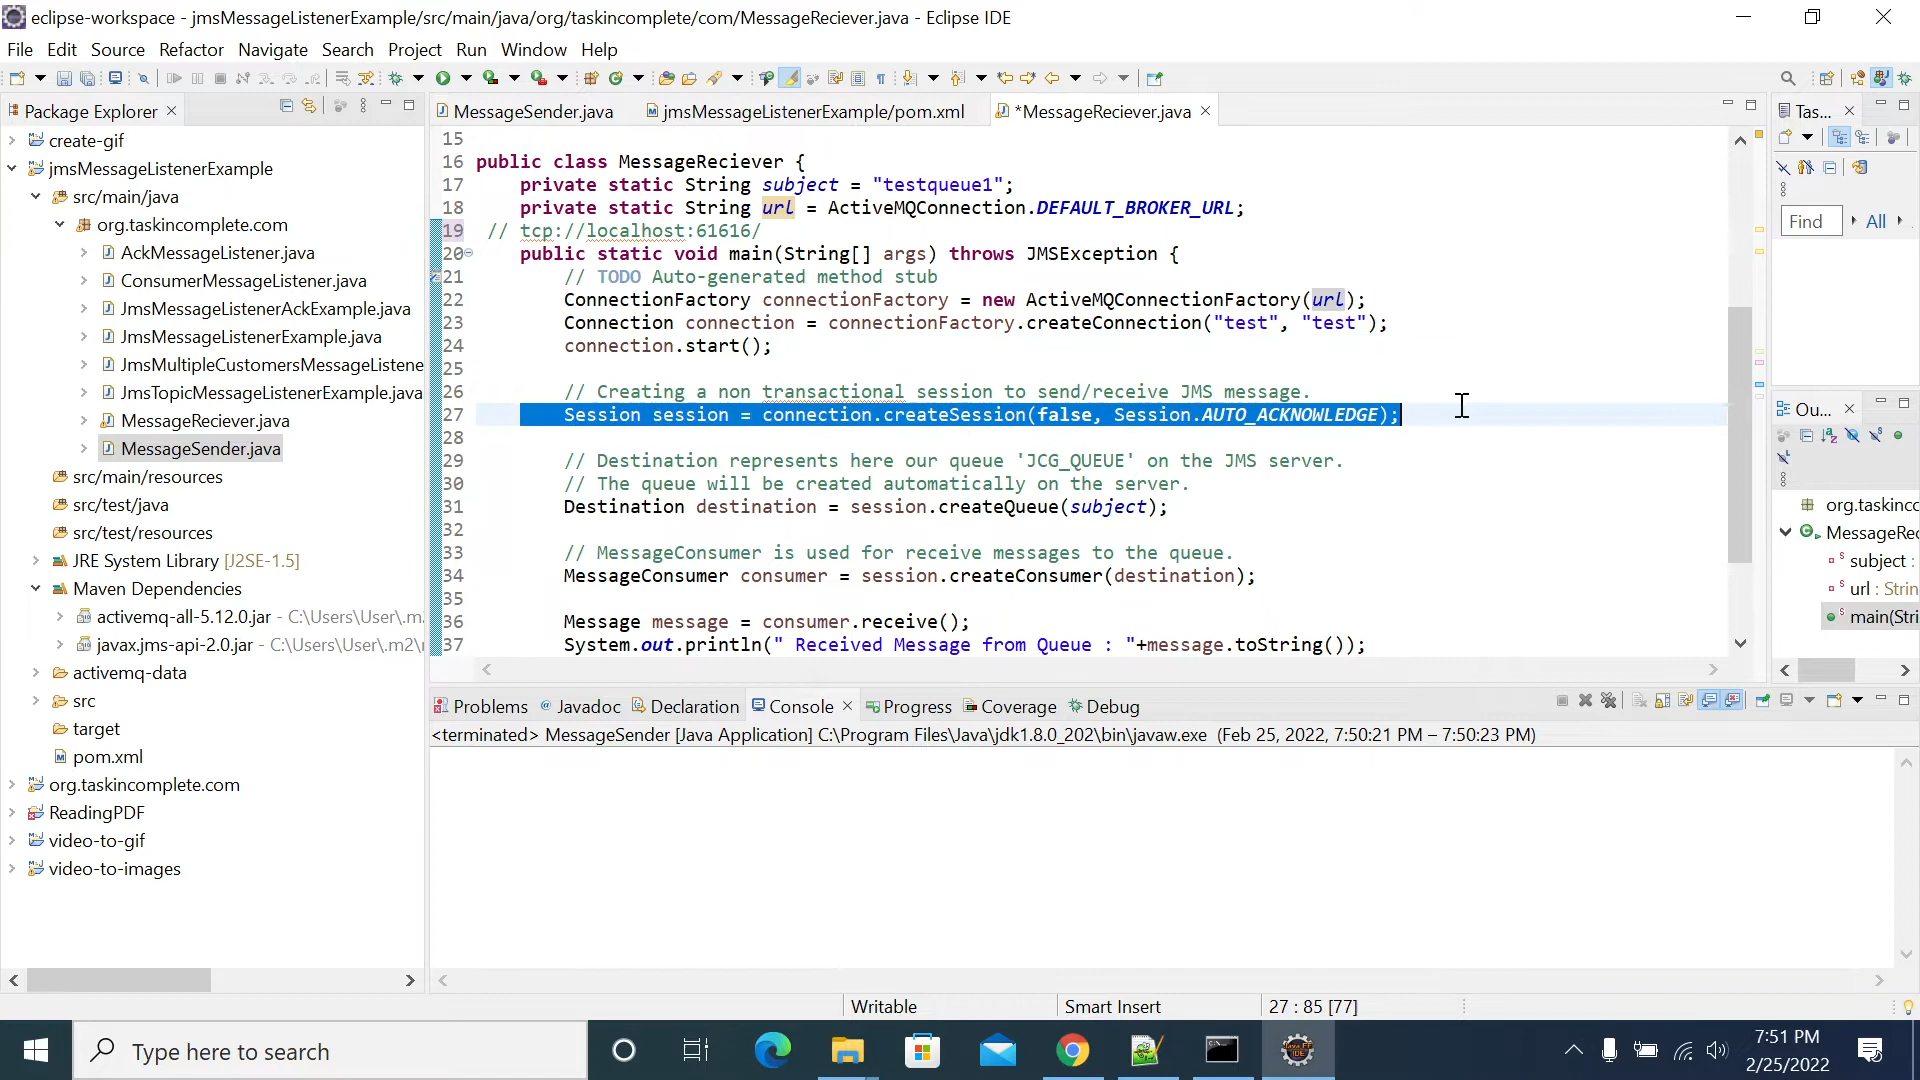 eclipse-workspace - jmsMessageListenerExample/src/main/java/org/taskincomplete/com/MessageReciever.java - Eclipse IDE
File Edit Source Refactor Navigate Search Project Run Window Help
Package Explorer
create-gif
jmsMessageListenerExample
src/main/java
org.taskincomplete.com
AckMessageListener.java
ConsumerMessageListener.java
JmsMessageListenerAckExample.java
JmsMessageListenerExample.java
JmsMultipleCustomersMessageListene
JmsTopicMessageListenerExample.java
MessageReciever.java
MessageSender.java
src/main/resources
src/test/java
src/test/resources
JRE System Library [J2SE-1.5]
Maven Dependencies
activemq-all-5.12.0.jar - C:\Users\User\.m2
javax.jms-api-2.0.jar - C:\Users\User\.m2\
activemq-data
src
target
pom.xml
org.taskincomplete.com
ReadingPDF
video-to-gif
video-to-images
MessageSender.java jmsMessageListenerExample/pom.xml *MessageReciever.java
15
16 public class MessageReciever {
17 private static String subject = "testqueue1";
18 private static String url = ActiveMQConnection.DEFAULT_BROKER_URL;
19 // tcp://localhost:61616/
20 public static void main(String[] args) throws JMSException {
21 // TODO Auto-generated method stub
22 ConnectionFactory connectionFactory = new ActiveMQConnectionFactory(url);
23 Connection connection = connectionFactory.createConnection("test", "test");
24 connection.start();
25
26 // Creating a non transactional session to send/receive JMS message.
27 Session session = connection.createSession(false, Session.AUTO_ACKNOWLEDGE);
28
29 // Destination represents here our queue 'JCG_QUEUE' on the JMS server.
30 // The queue will be created automatically on the server.
31 Destination destination = session.createQueue(subject);
32
33 // MessageConsumer is used for receive messages to the queue.
34 MessageConsumer consumer = session.createConsumer(destination);
35
36 Message message = consumer.receive();
37 System.out.println(" Received Message from Queue : "+message.toString());
Tas...
Find All
Ou...
org.taskinco
MessageRec
subject :
url : Strin
main(Stri
Problems Javadoc Declaration Console Progress Coverage Debug
<terminated> MessageSender [Java Application] C:\Program Files\Java\jdk1.8.0_202\bin\javaw.exe (Feb 25, 2022, 7:50:21 PM – 7:50:23 PM)
Writable Smart Insert 27 : 85 [77]
Type here to search
7:51 PM
2/25/2022